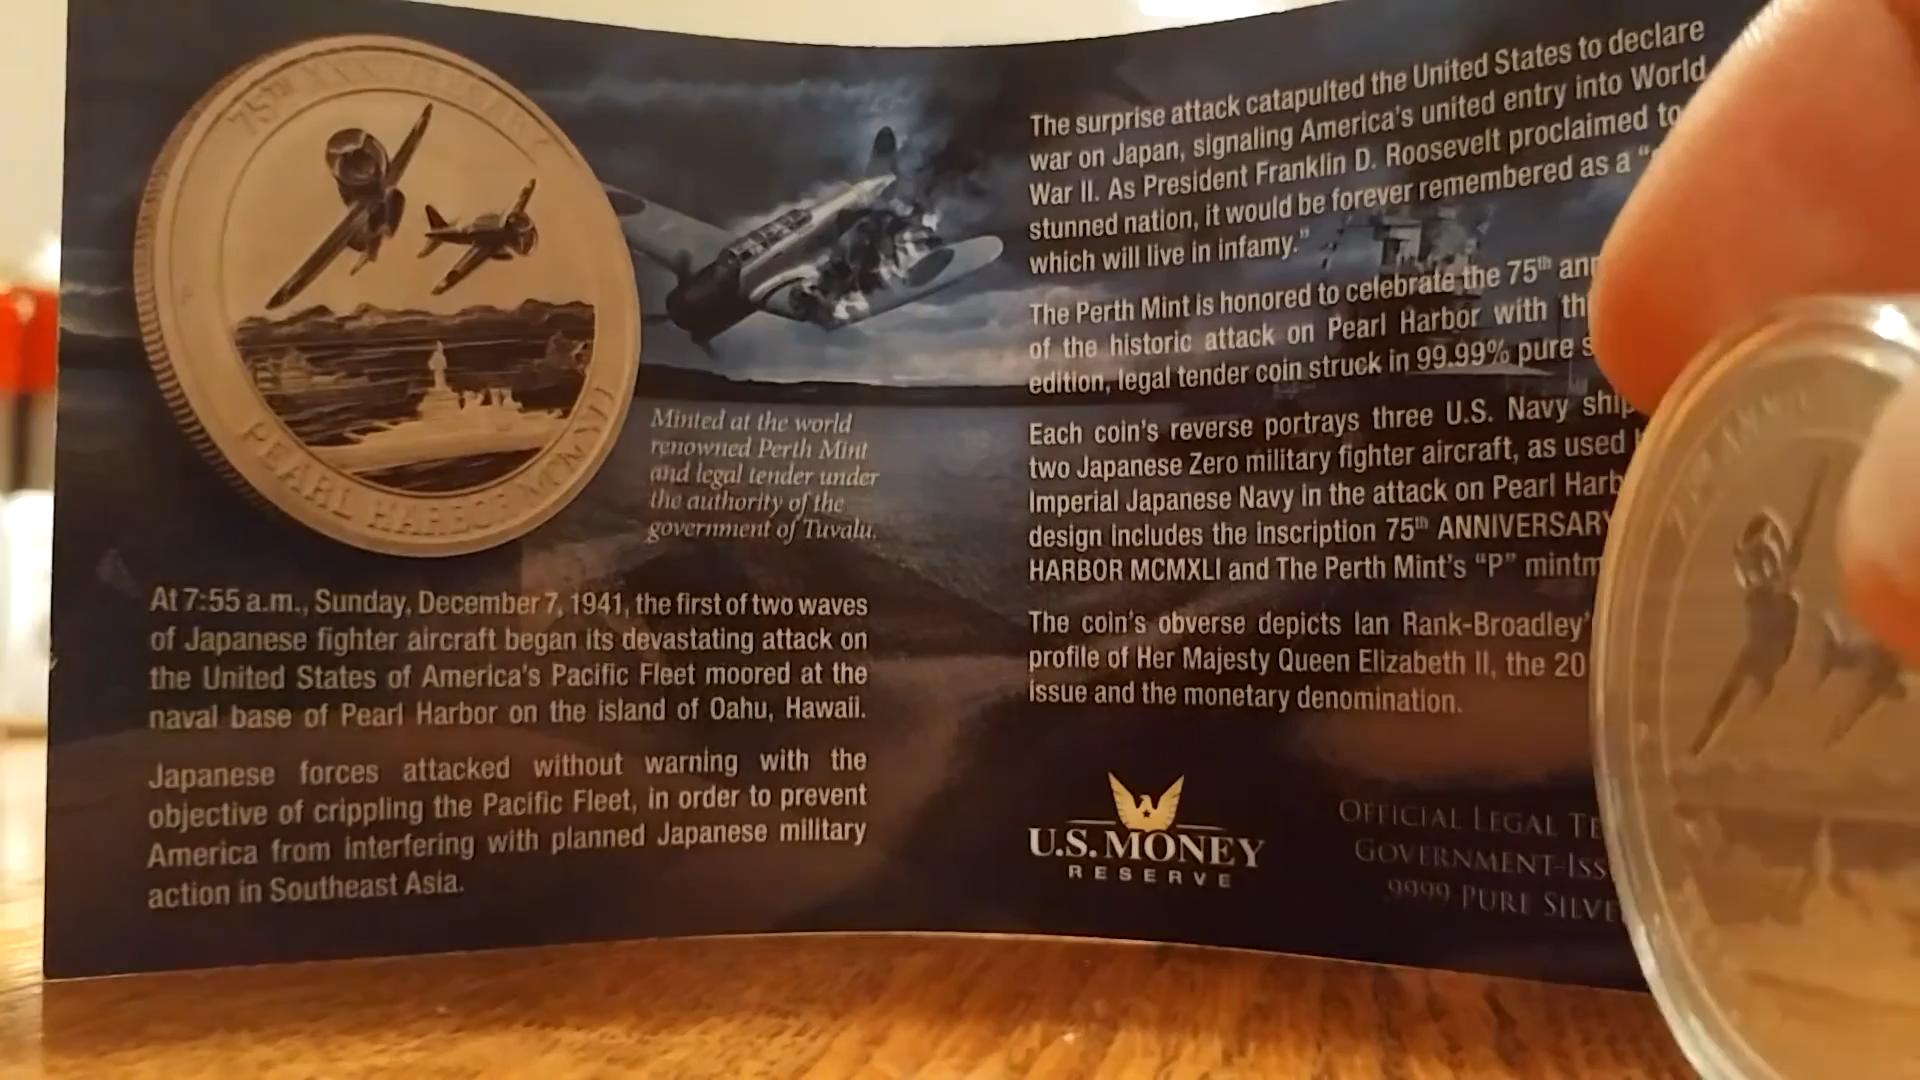 75TH ANNIVERSARY
PEARL HARBOR MCMXLI
Minted at the world
renowned Perth Mint
and legal tender under
the authority of the
government of Tuvalu.
At 7:55 a.m., Sunday, December 7, 1941, the first of two waves
of Japanese fighter aircraft began its devastating attack on
the United States of America's Pacific Fleet moored at the
naval base of Pearl Harbor on the island of Oahu, Hawaii.
Japanese forces attacked without warning with the
objective of crippling the Pacific Fleet, in order to prevent
America from interfering with planned Japanese military
action in Southeast Asia.
The surprise attack catapulted the United States to declare
war on Japan, signaling America's united entry into World
War II. As President Franklin D. Roosevelt proclaimed to
stunned nation, it would be forever remembered as a “
which will live in infamy.”
The Perth Mint is honored to celebrate the 75th
of the historic attack on Pearl Harbor with
edition, legal tender coin struck in 99.99% pure
Each coin's reverse portrays three U.S. Navy
two Japanese Zero military fighter aircraft, as used
Imperial Japanese Navy in the attack on Pearl
design includes the inscription 75th ANNIVERSARY
HARBOR MCMXLI and The Perth Mint's “P”
The coin's obverse depicts Ian Rank-Broadley'
profile of Her Majesty Queen Elizabeth II, the 20
issue and the monetary denomination.
U.S. MONEY
RESERVE
OFFICIAL LEGAL
GOVERNMENT-ISS
9999 PURE SILVE